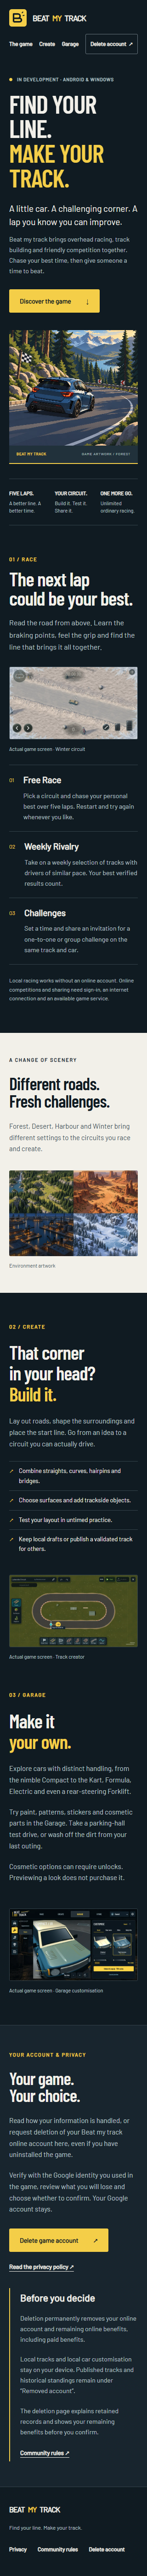 BEAT MY TRACK
The game Create Garage Delete account ↗
IN DEVELOPMENT · ANDROID & WINDOWS
FIND YOUR
LINE.
MAKE YOUR
TRACK.
A little car. A challenging corner. A
lap you know you can improve.
Beat my track brings overhead racing, track
building and friendly competition together.
Chase your best time, then give someone a
time to beat.
Discover the game ↓
BEAT MY TRACK
GAME ARTWORK / FOREST
FIVE LAPS. YOUR CIRCUIT. ONE MORE GO.
A better line. A Build it. Test it. Unlimited
better time. Share it. ordinary racing.
01 / RACE
The next lap
could be your best.
Read the road from above. Learn the
braking points, feel the grip and find the
line that brings it all together.
Actual game screen · Winter circuit
01 Free Race
Pick a circuit and chase your personal
best over five laps. Restart and try again
whenever you like.
02 Weekly Rivalry
Take on a weekly selection of tracks with
drivers of similar pace. Your best verified
results count.
03 Challenges
Set a time and share an invitation for a
one-to-one or group challenge on the
same track and car.
Local racing works without an online account. Online
competitions and sharing need sign-in, an internet
connection and an available game service.
A CHANGE OF SCENERY
Different roads.
Fresh challenges.
Forest, Desert, Harbour and Winter bring
different settings to the circuits you race
and create.
Environment artwork
02 / CREATE
That corner
in your head?
Build it.
Lay out roads, shape the surroundings and
place the start line. Go from an idea to a
circuit you can actually drive.
↗ Combine straights, curves, hairpins and
bridges.
↗ Choose surfaces and add trackside objects.
↗ Test your layout in untimed practice.
↗ Keep local drafts or publish a validated track
for others.
Actual game screen · Track creator
03 / GARAGE
Make it
your own.
Explore cars with distinct handling, from
the nimble Compact to the Kart, Formula,
Electric and even a rear-steering Forklift.
Try paint, patterns, stickers and cosmetic
parts in the Garage. Take a parking-hall
test drive, or wash off the dirt from your
last outing.
Cosmetic options can require unlocks.
Previewing a look does not purchase it.
Actual game screen · Garage customisation
YOUR ACCOUNT & PRIVACY
Your game.
Your choice.
Read how your information is handled, or
request deletion of your Beat my track
online account here, even if you have
uninstalled the game.
Verify with the Google identity you used in
the game, review what you will lose and
choose whether to confirm. Your Google
account stays.
Delete game account ↗
Read the privacy policy ↗
Before you decide
Deletion permanently removes your online
account and remaining online benefits,
including paid benefits.
Local tracks and local car customisation
stay on your device. Published tracks and
historical standings remain under
"Removed account".
The deletion page explains retained
records and shows your remaining
benefits before you confirm.
Community rules ↗
BEAT MY TRACK
Find your line. Make your track.
Privacy Community rules Delete account